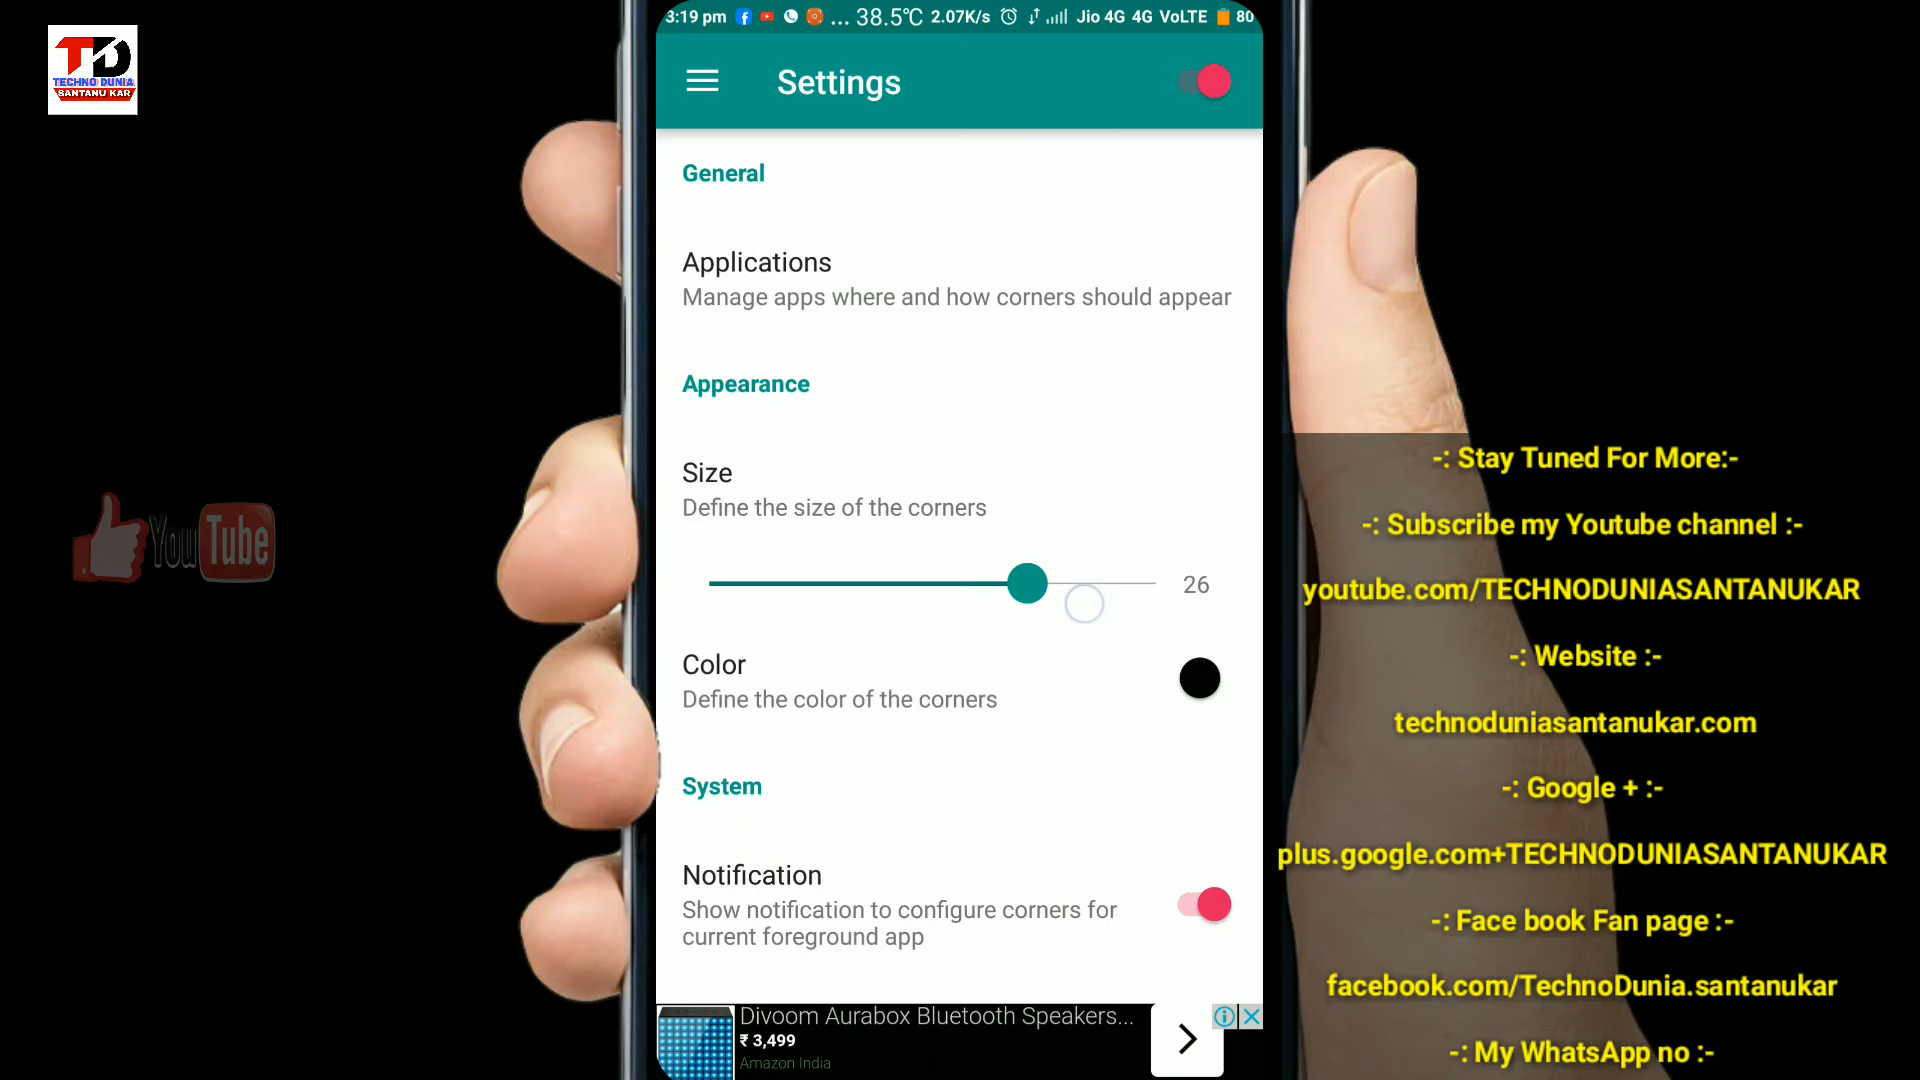 TD
TECHNO DUNIA
SANTANU KAR
3:19 pm ... 38.5℃ 2.07K/s Jio 4G 4G VoLTE 80
Settings
General
Applications
Manage apps where and how corners should appear
Appearance
Size
Define the size of the corners
26
Color
Define the color of the corners
System
Notification
Show notification to configure corners for
current foreground app
Divoom Aurabox Bluetooth Speakers...
₹ 3,499
Amazon India
YouTube
-: Stay Tuned For More:-
-: Subscribe my Youtube channel :-
youtube.com/TECHNODUNIASANTANUKAR
-: Website :-
technoduniasantanukar.com
-: Google + :-
plus.google.com+TECHNODUNIASANTANUKAR
-: Face book Fan page :-
facebook.com/TechnoDunia.santanukar
-: My WhatsApp no :-